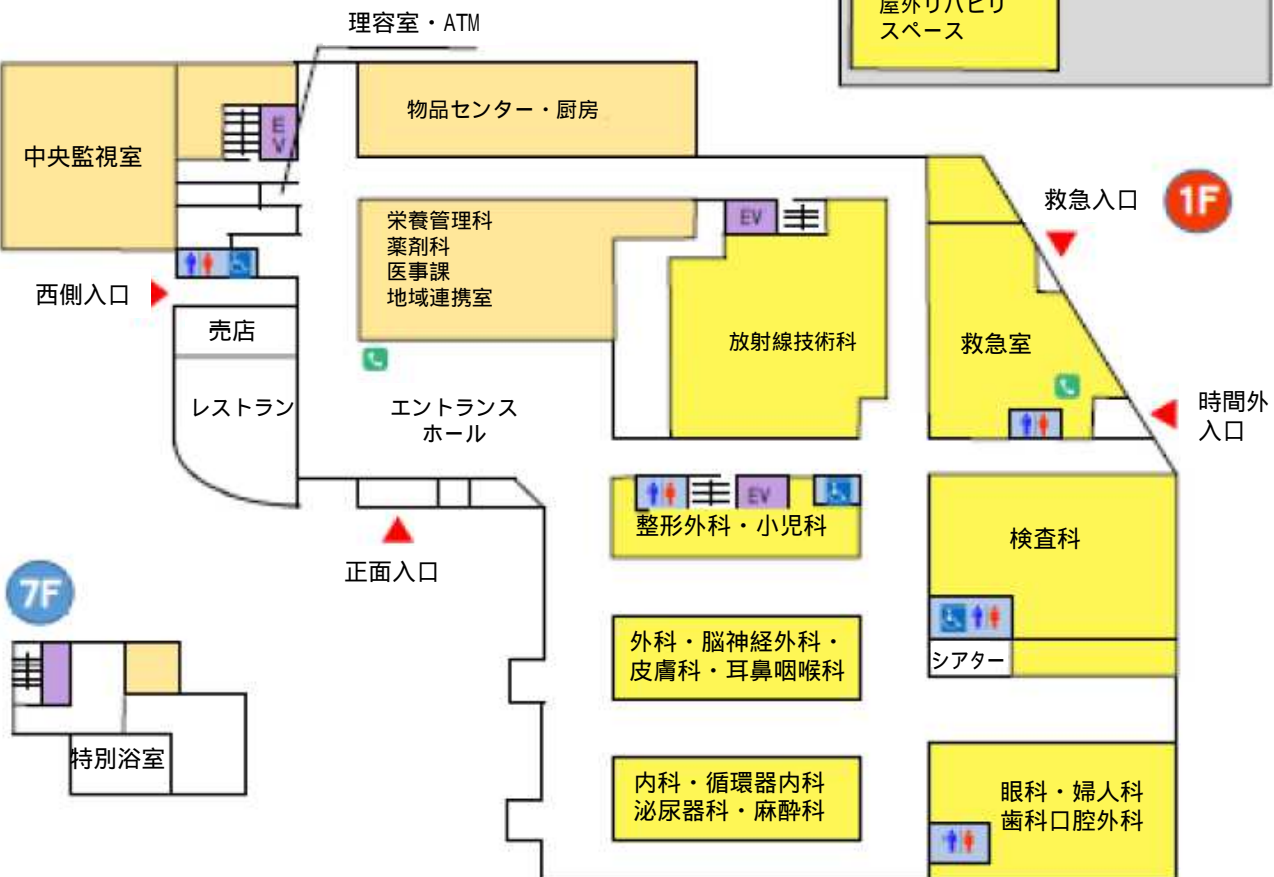 屋外リハビリ
スペース
理容室・ATM
物品センター・厨房
EV
中央監視室
救急入口
1F
栄養管理科
薬剤科
医事課
地域連携室
EV
西側入口
売店
放射線技術科
救急室
レストラン
エントランス
ホール
時間外
入口
EV
整形外科・小児科
検査科
正面入口
7F
外科・脳神経外科・
皮膚科・耳鼻咽喉科
シアター
特別浴室
内科・循環器内科
泌尿器科・麻酔科
眼科・婦人科
歯科口腔外科